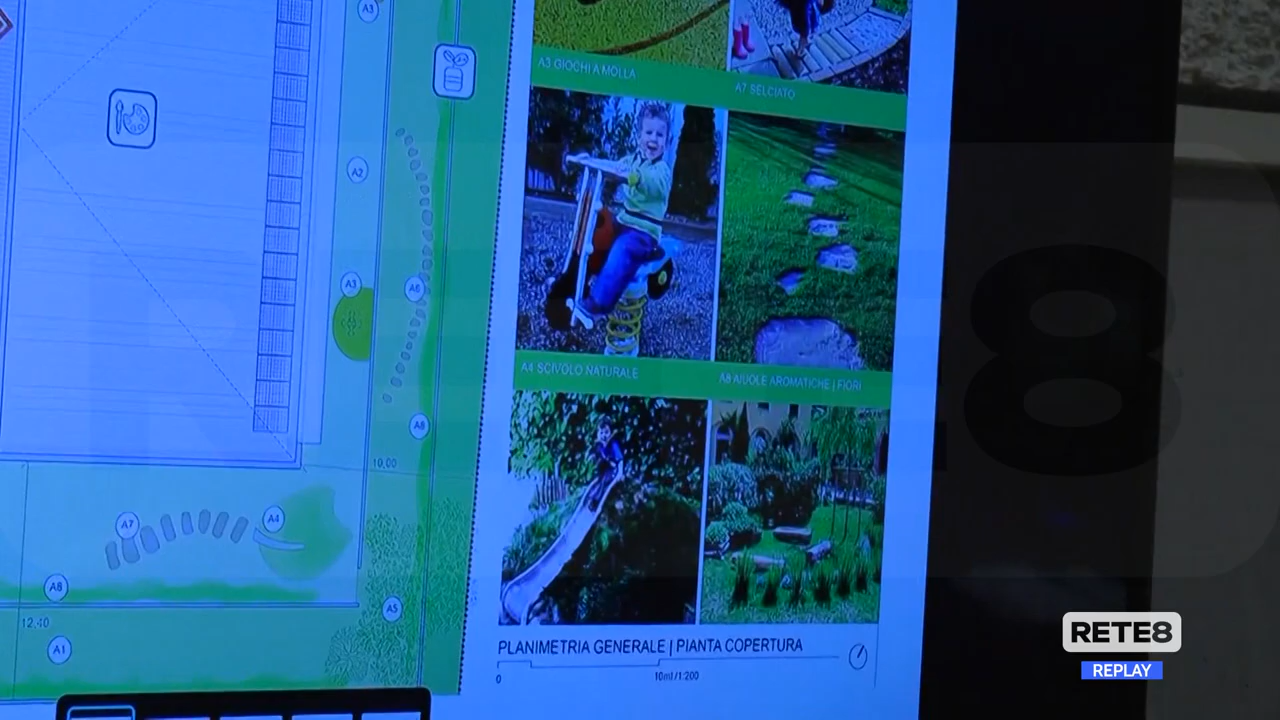 A3
A2
A3
A6
A8
10,00
A7
A4
A8
A5
12,40
A1
A3 GIOCHI A MOLLA
A7 SELCIATO
A4 SCIVOLO NATURALE
A8 AIUOLE AROMATICHE | FIORI
PLANIMETRIA GENERALE | PIANTA COPERTURA
0
10ml /1:200
RETE8
REPLAY